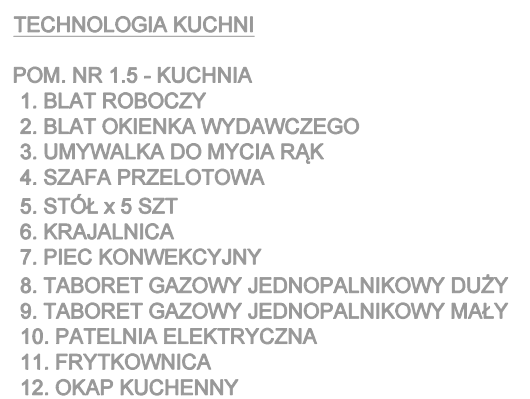 TECHNOLOGIA KUCHNI
POM. NR 1.5 - KUCHNIA
1. BLAT ROBOCZY
2. BLAT OKIENKA WYDAWCZEGO
3. UMYWALKA DO MYCIA RĄK
4. SZAFA PRZELOTOWA
5. STÓŁ x 5 SZT
6. KRAJALNICA
7. PIEC KONWEKCYJNY
8. TABORET GAZOWY JEDNOPALNIKOWY DUŻY
9. TABORET GAZOWY JEDNOPALNIKOWY MAŁY
10. PATELNIA ELEKTRYCZNA
11. FRYTKOWNICA
12. OKAP KUCHENNY